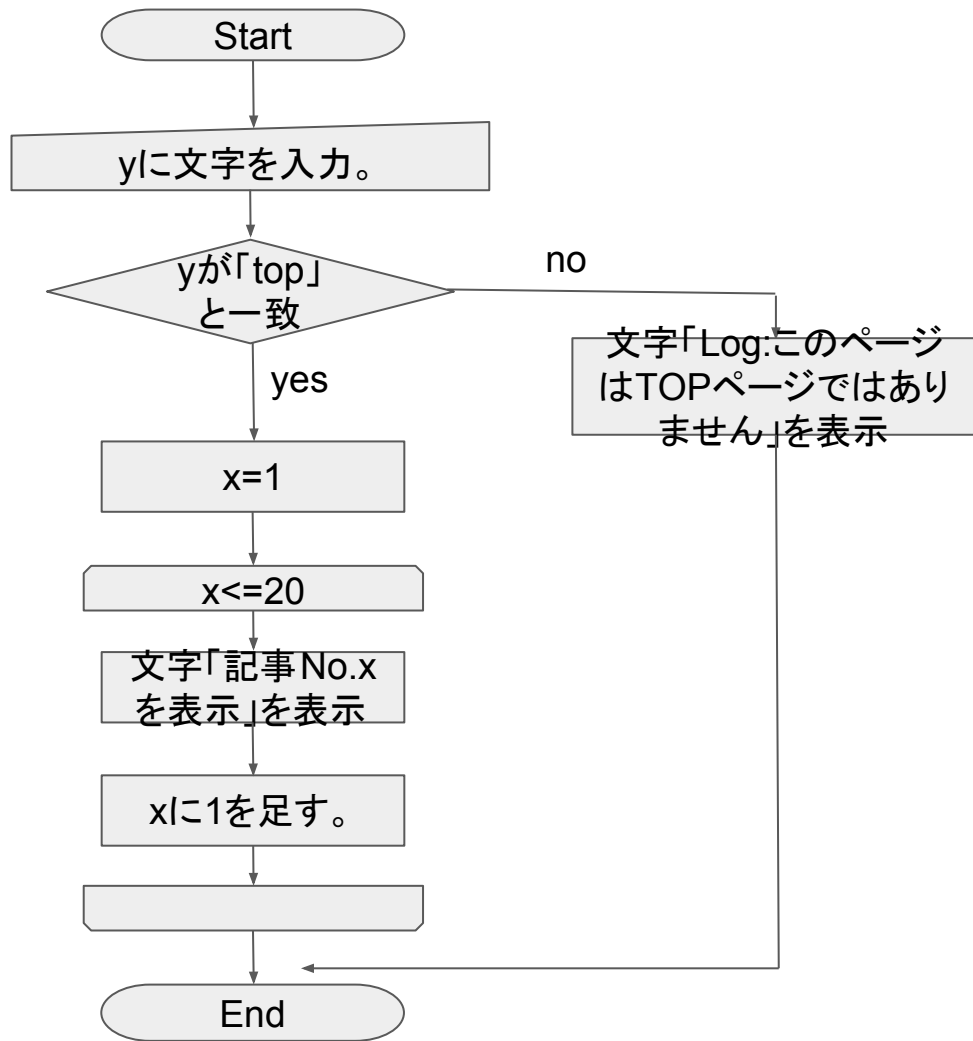 Start
yに文字を入力。
yが「top」
と一致
no
文字「Log:このページ
はTOPページではあり
ません」を表示
yes
x=1
x<=20
文字「記事No.x
を表示」を表示
xに1を足す。
End